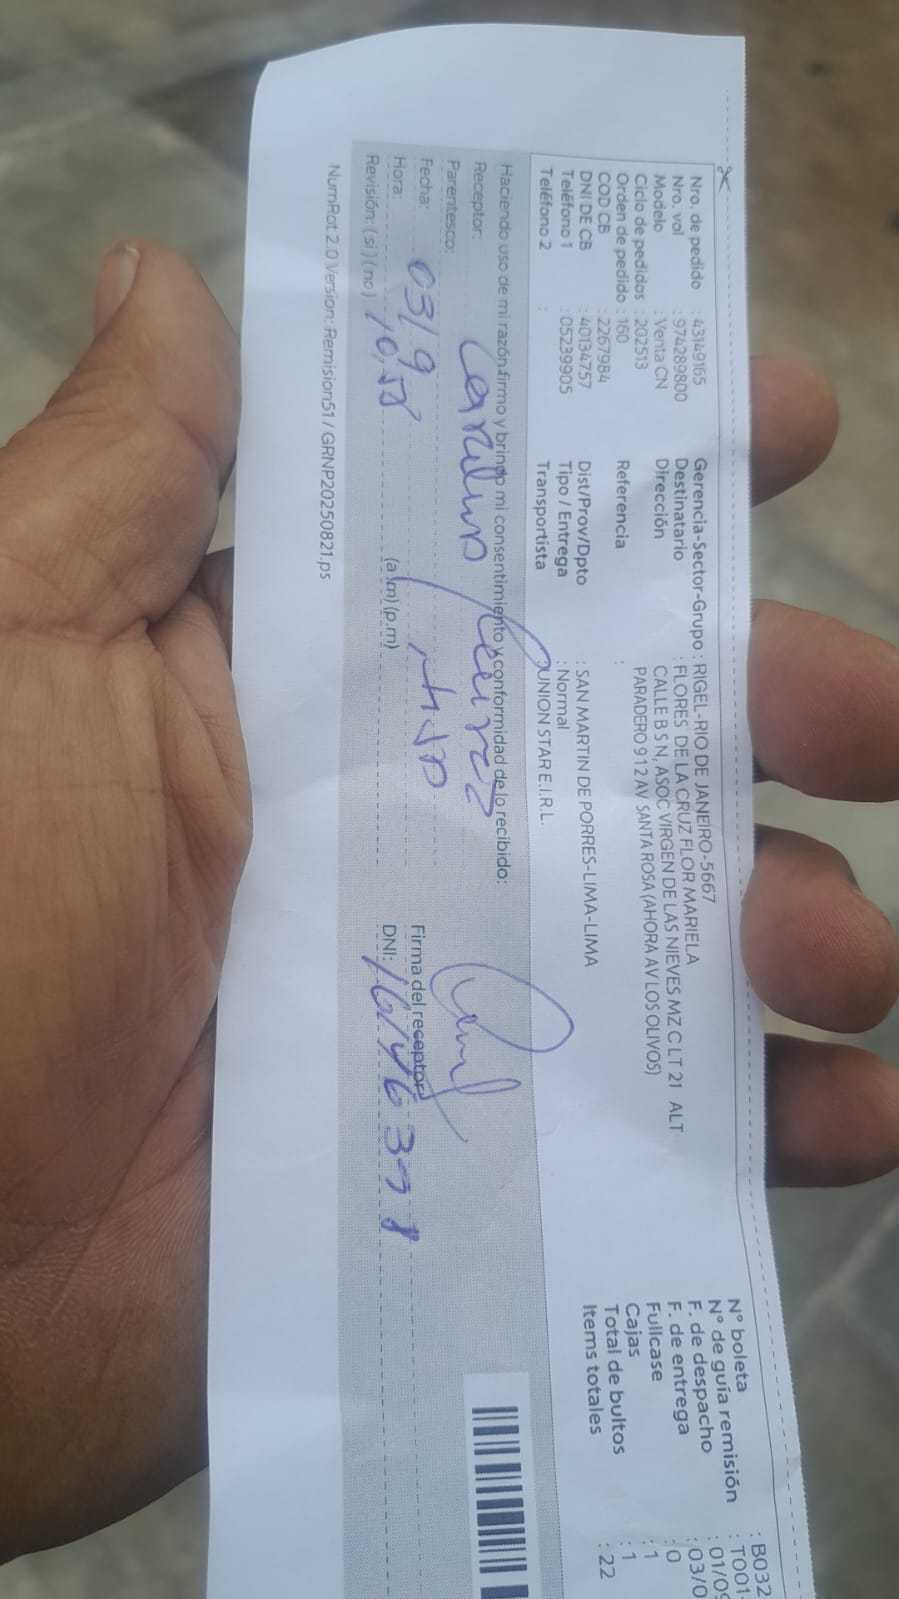 Nro. de pedido : 43149165
Nro. val : 974289800
Modelo : Venta CN
Ciclo de pedidos : 202513
Orden de pedido : 160
COD CB : 2267984
DNI DE CB : 40134757
Teléfono 1 : 05239905
Teléfono 2 :
Gerencia-Sector-Grupo : RIGEL-RIO DE JANEIRO-5667
Destinatario : FLORES DE LA CRUZ FLOR MARIELA
Dirección : CALLE B S N, ASOC VIRGEN DE LAS NIEVES MZ C LT 21 ALT
PARADERO 9 1 2 AV SANTA ROSA (AHORA AV LOS OLIVOS)
Referencia :
Dist/Prov/Dpto : SAN MARTIN DE PORRES-LIMA-LIMA
Tipo / Entrega : Normal
Transportista : UNION STAR E.I.R.L.
N° boleta : B032
N° de guía remisión : T001-
F. de despacho : 01/09
F. de entrega : 03/0
Fullcase : 0
Cajas : 1
Total de bultos : 1
Items totales : 22
Haciendo uso de mi razón firmo y brindo mi consentimiento y conformidad de lo recibido:
Receptor:
Parentesco:
Fecha: 03/9
Hora: 10:55 (a.m) (p.m)
Revisión: (si) (no)
Firma del receptor
DNI:
NumRot 2.0 Version: Remision51 / GRNP20250821.ps